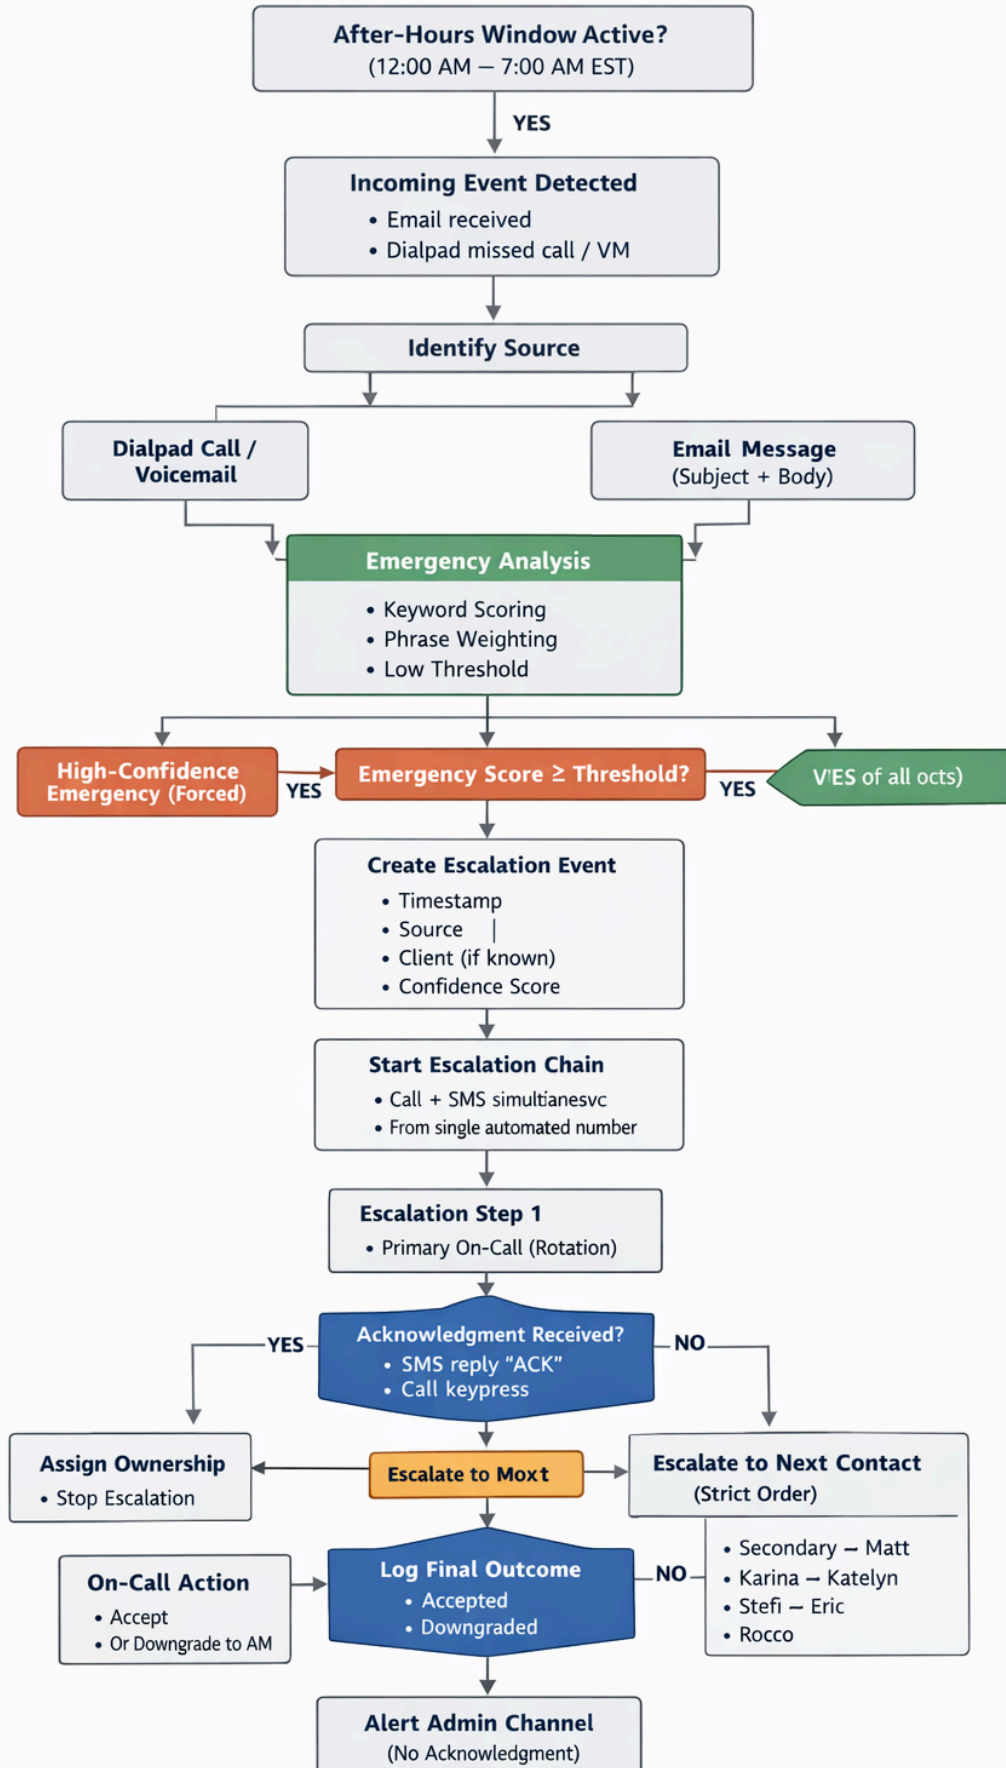 After-Hours Window Active?
(12:00 AM — 7:00 AM EST)
YES
Incoming Event Detected
• Email received
• Dialpad missed call / VM
Identify Source
Dialpad Call /
Voicemail
Email Message
(Subject + Body)
Emergency Analysis
• Keyword Scoring
• Phrase Weighting
• Low Threshold
High-Confidence
Emergency (Forced)
YES
Emergency Score ≥ Threshold?
YES
of all octs)
Create Escalation Event
• Timestamp
• Source
• Client (if known)
• Confidence Score
Start Escalation Chain
• Call + SMS
• From single automated number
Escalation Step 1
• Primary On-Call (Rotation)
Acknowledgment Received?
• SMS reply “ACK”
• Call keypress
YES
NO
Assign Ownership
• Stop Escalation
Escalate to Moxt
Escalate to Next Contact
(Strict Order)
• Secondary — Matt
• Karina — Katelyn
• Stefi — Eric
• Rocco
On-Call Action
• Accept
• Or Downgrade to AM
Log Final Outcome
• Accepted
• Downgraded
NO
Alert Admin Channel
(No Acknowledgment)